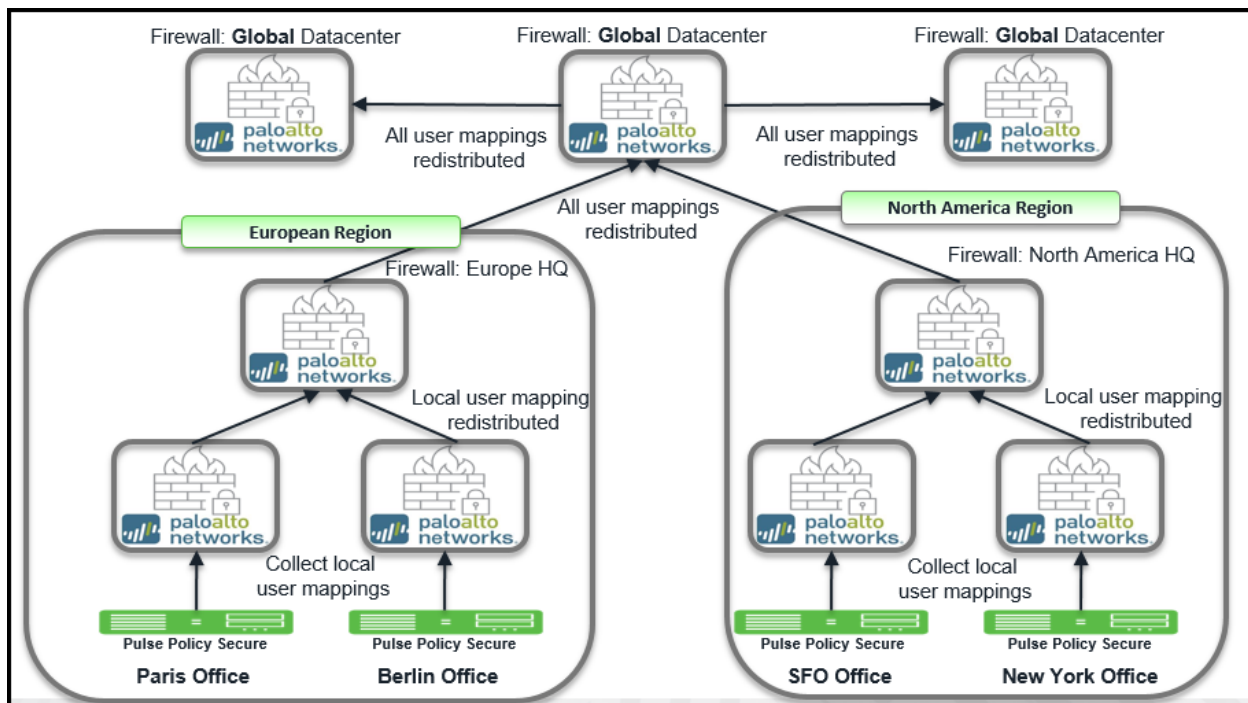 Firewall: Global Datacenter
Firewall: Global Datacenter
Firewall: Global Datacenter
paloalto
networks.
paloalto
networks.
paloalto
networks.
All user mappings
redistributed
All user mappings
redistributed
All user mappings
redistributed
European Region
North America Region
Firewall: Europe HQ
Firewall: North America HQ
paloalto
networks.
paloalto
networks.
Local user mapping
redistributed
Local user mapping
redistributed
paloalto
networks.
paloalto
networks.
paloalto
networks.
paloalto
networks.
Collect local
user mappings
Collect local
user mappings
Pulse Policy Secure
Pulse Policy Secure
Pulse Policy Secure
Pulse Policy Secure
Paris Office
Berlin Office
SFO Office
New York Office